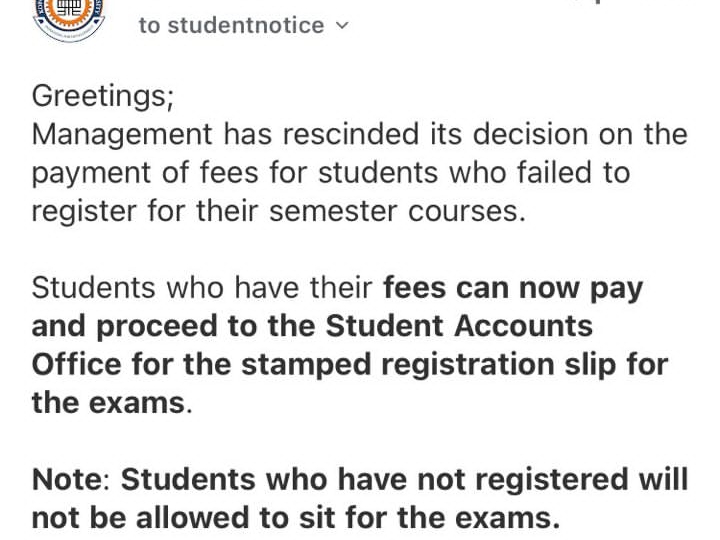 to studentnotice
Greetings;
Management has rescinded its decision on the
payment of fees for students who failed to
register for their semester courses.
Students who have their fees can now pay
and proceed to the Student Accounts
Office for the stamped registration slip for
the exams.
Note: Students who have not registered will
not be allowed to sit for the exams.